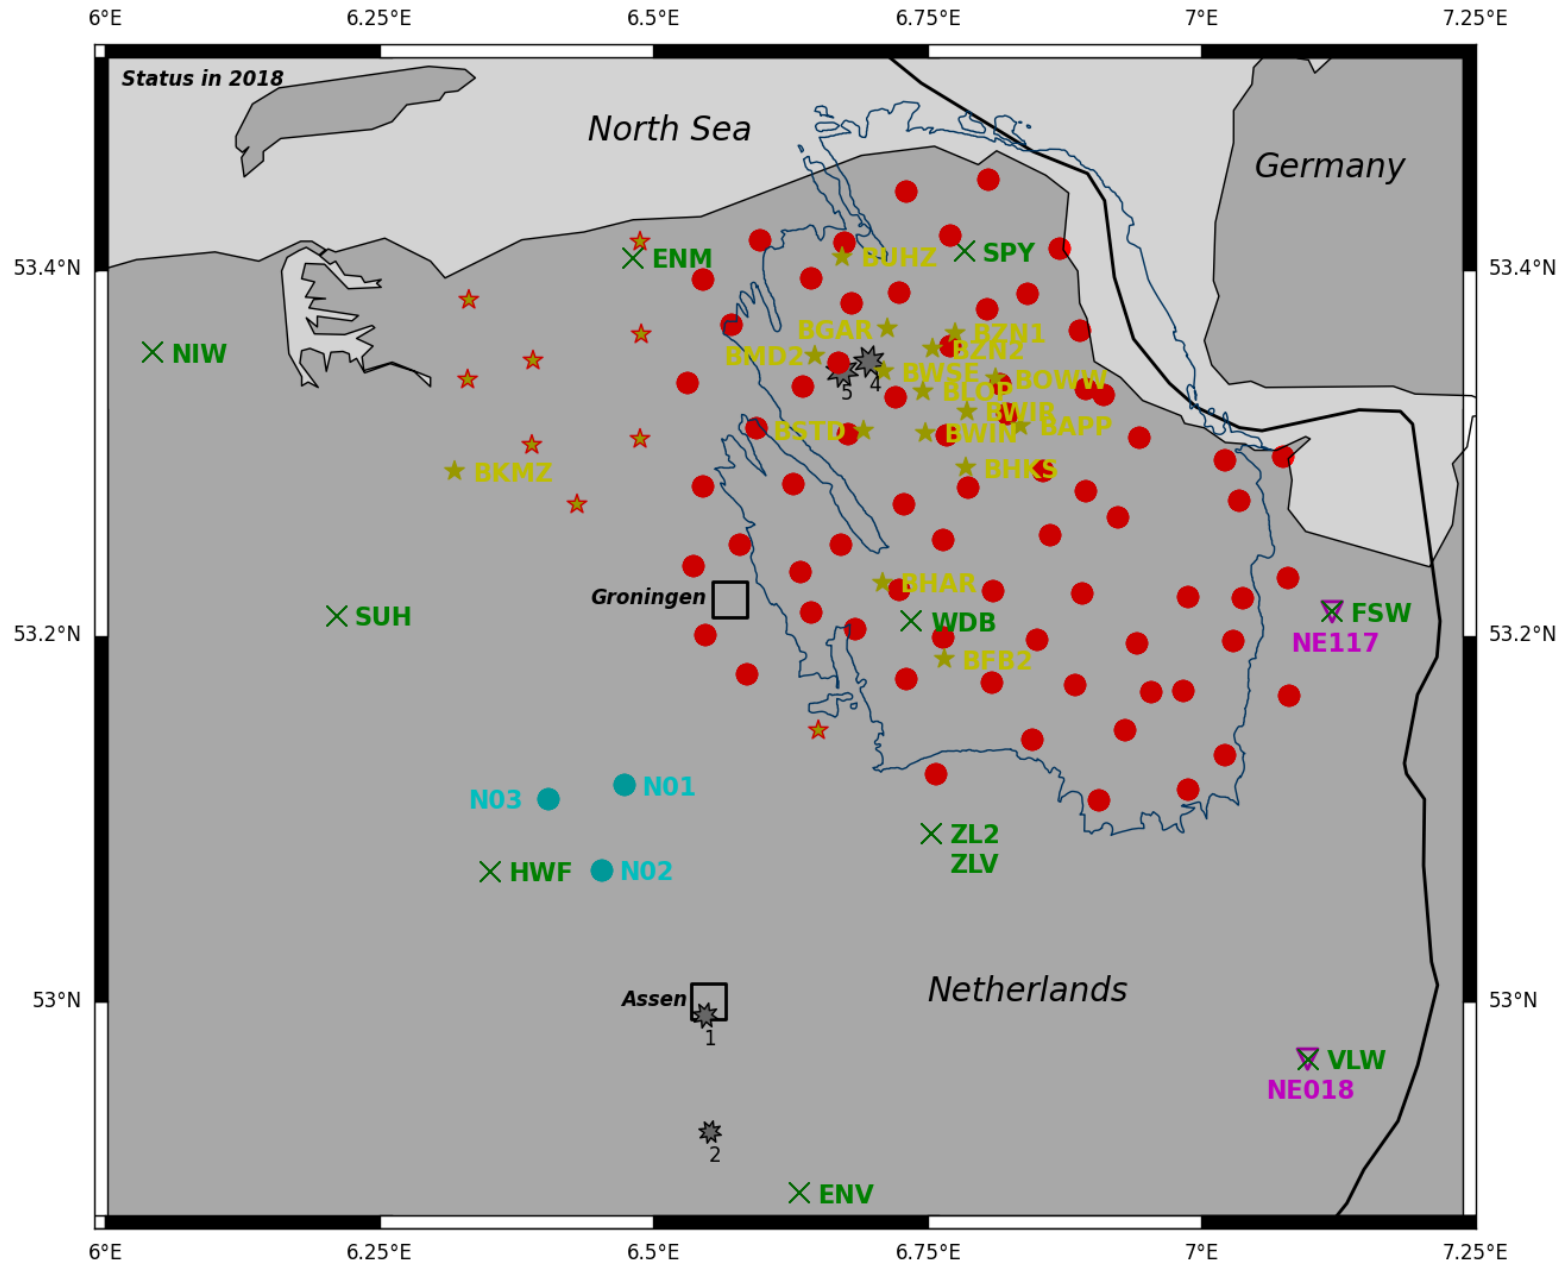 6°E 6.25°E 6.5°E 6.75°E 7°E 7.25°E
Status in 2018
North Sea
Germany
ENM
SPY
BUHZ
53.4°N 53.4°N
BGAR
BZN1
BZN2
BMD2
NIW
BWSE
BOWW
5
4
BLOP
BWIR
BAPP
BSTD
BWIN
BHKS
BKMZ
BHAR
Groningen
SUH
WDB
FSW
53.2°N 53.2°N
NE117
BFB2
N01
N03
ZL2
ZLV
HWF
N02
Netherlands
Assen
53°N 53°N
1
VLW
NE018
2
ENV
6°E 6.25°E 6.5°E 6.75°E 7°E 7.25°E